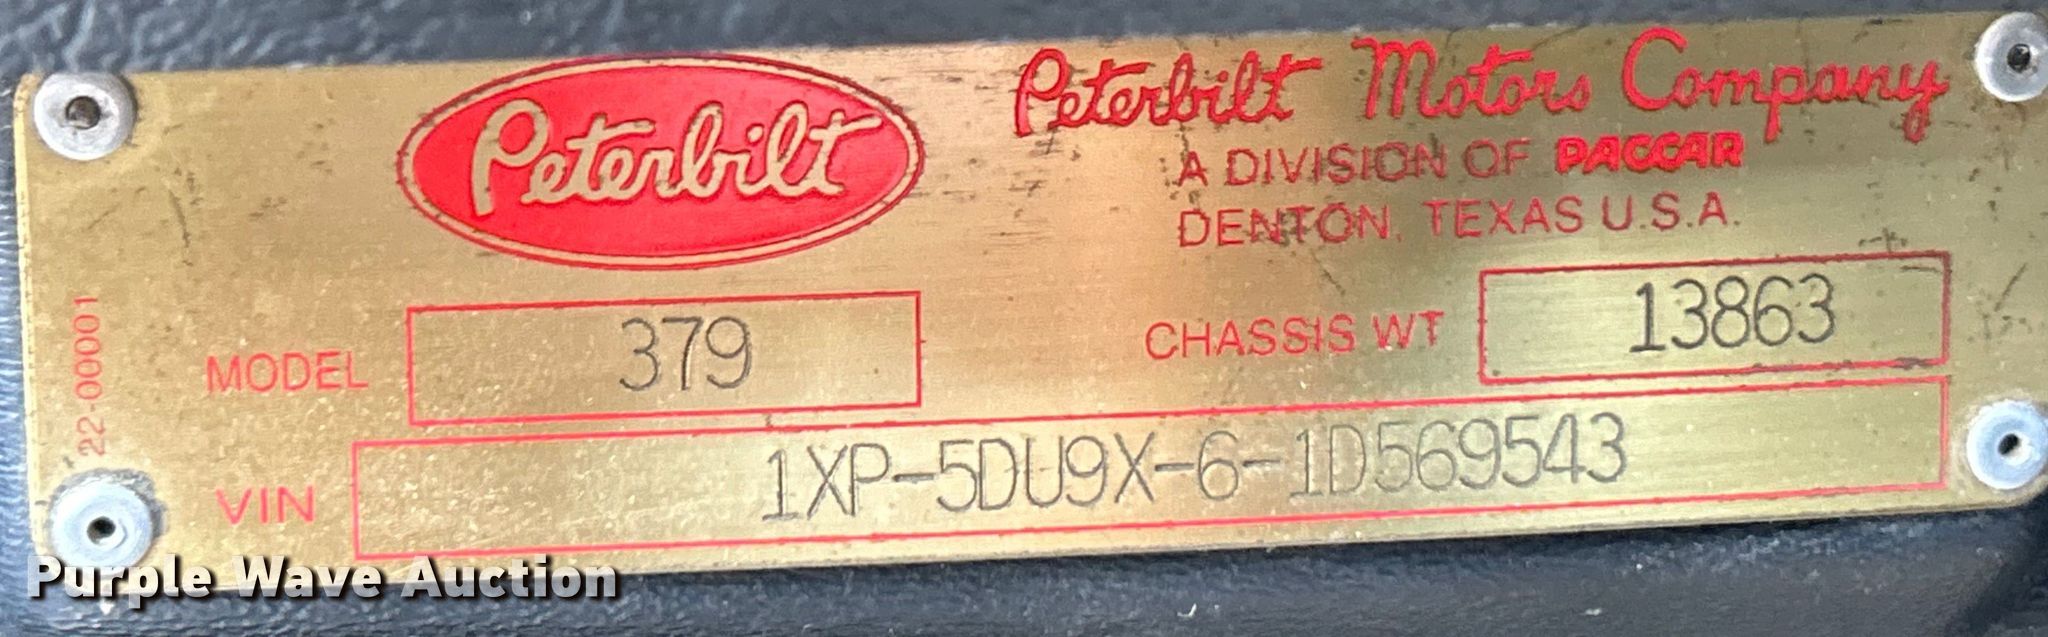 Peterbilt
Peterbilt Motors Company
A DIVISION OF PACCAR
DENTON, TEXAS U.S.A.
22-00001
MODEL 379
CHASSIS WT 13863
VIN 1XP-5DU9X-6-1D569543
Purple Wave Auction